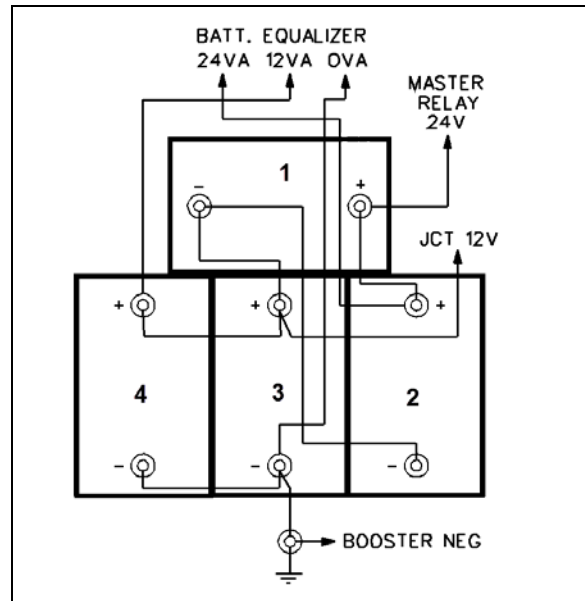 BATT. EQUALIZER
24VA 12VA 0VA
MASTER
RELAY
24V
1
- +
JCT 12V
+ + +
4 3 2
- - -
BOOSTER NEG